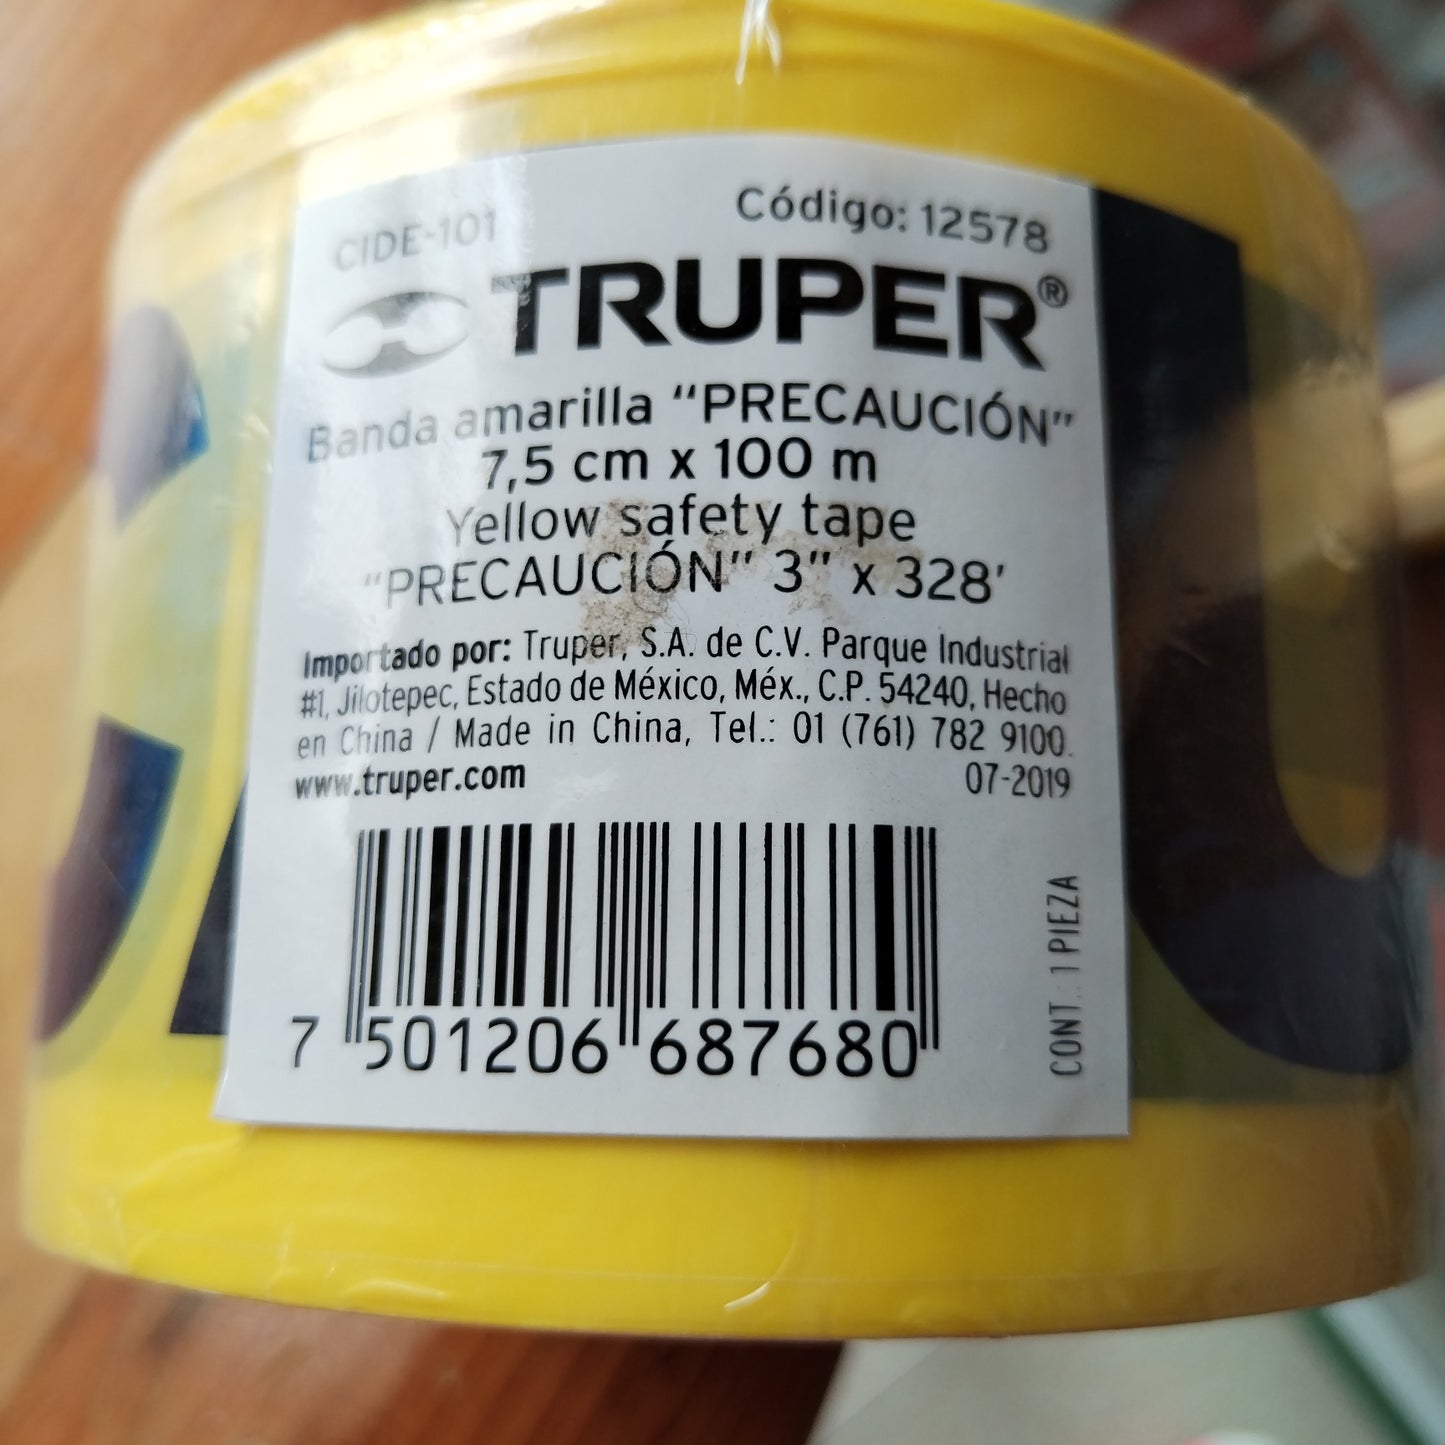 CIDE-101
Código: 12578
TRUPER®
Banda amarilla "PRECAUCIÓN"
7,5 cm x 100 m
Yellow safety tape
"PRECAUCIÓN" 3" x 328'
Importado por: Truper, S.A. de C.V. Parque Industrial
#1, Jilotepec, Estado de México, Méx., C.P. 54240, Hecho
en China / Made in China, Tel.: 01 (761) 782 9100.
www.truper.com
07-2019
CONT.: 1 PIEZA
7 501206 687680